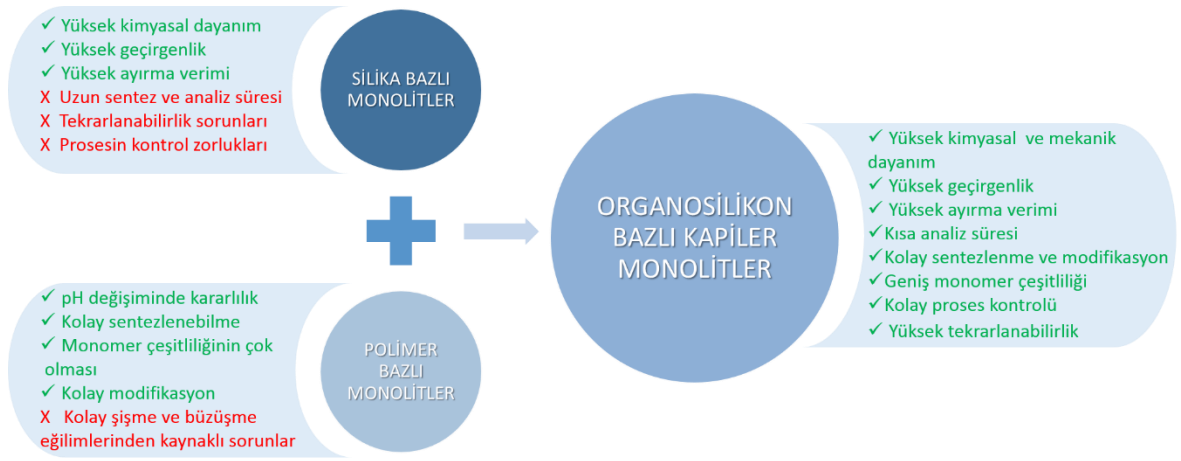 ✓ Yüksek kimyasal dayanım
✓ Yüksek geçirgenlik
✓ Yüksek ayırma verimi
X Uzun sentez ve analiz süresi
X Tekrarlanabilirlik sorunları
X Prosesin kontrol zorlukları
SİLİKA BAZLI
MONOLİTLER
✓ pH değişiminde kararlılık
✓ Kolay sentezlenebilme
✓ Monomer çeşitliliğinin çok
olması
✓ Kolay modifikasyon
X Kolay şişme ve büzüşme
eğilimlerinden kaynaklı sorunlar
POLİMER
BAZLI
MONOLİTLER
ORGANOSİLİKON
BAZLI KAPİLER
MONOLİTLER
✓ Yüksek kimyasal ve mekanik
dayanım
✓ Yüksek geçirgenlik
✓ Yüksek ayırma verimi
✓ Kısa analiz süresi
✓ Kolay sentezlenme ve modifikasyon
✓ Geniş monomer çeşitliliği
✓ Kolay proses kontrolü
✓ Yüksek tekrarlanabilirlik